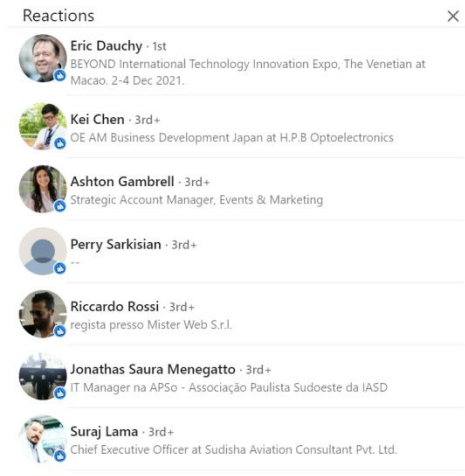 Reactions
Eric Dauchy · 1st
BEYOND International Technology Innovation Expo, The Venetian at
Macao. 2-4 Dec 2021.
Kei Chen · 3rd+
OE AM Business Development Japan at H.P.B Optoelectronics
Ashton Gambrell · 3rd+
Strategic Account Manager, Events & Marketing
Perry Sarkisian · 3rd+
--
Riccardo Rossi · 3rd+
regista presso Mister Web S.r.l.
Jonathas Saura Menegatto · 3rd+
IT Manager na APSo - Associação Paulista Sudoeste da IASD
Suraj Lama · 3rd+
Chief Executive Officer at Sudisha Aviation Consultant Pvt. Ltd.